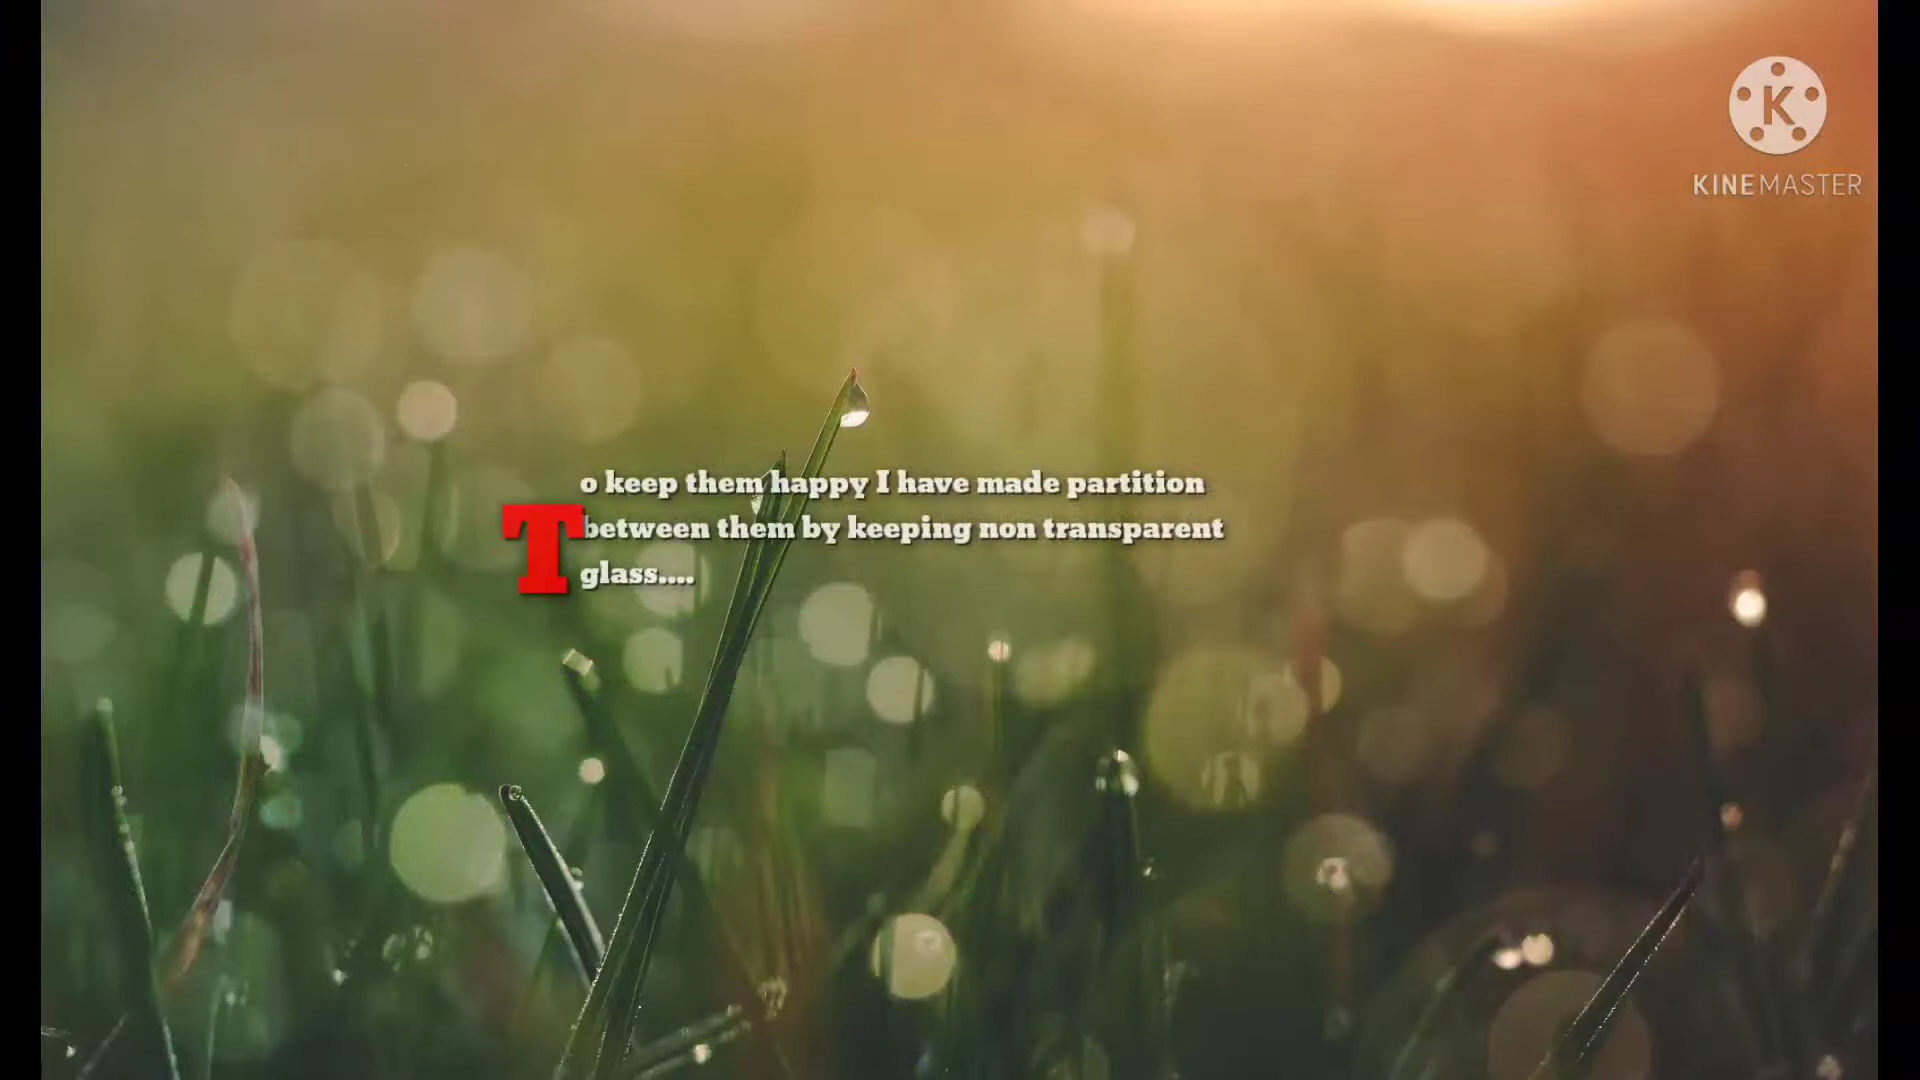 To keep them happy I have made partition
between them by keeping non transparent
glass....
KINEMASTER